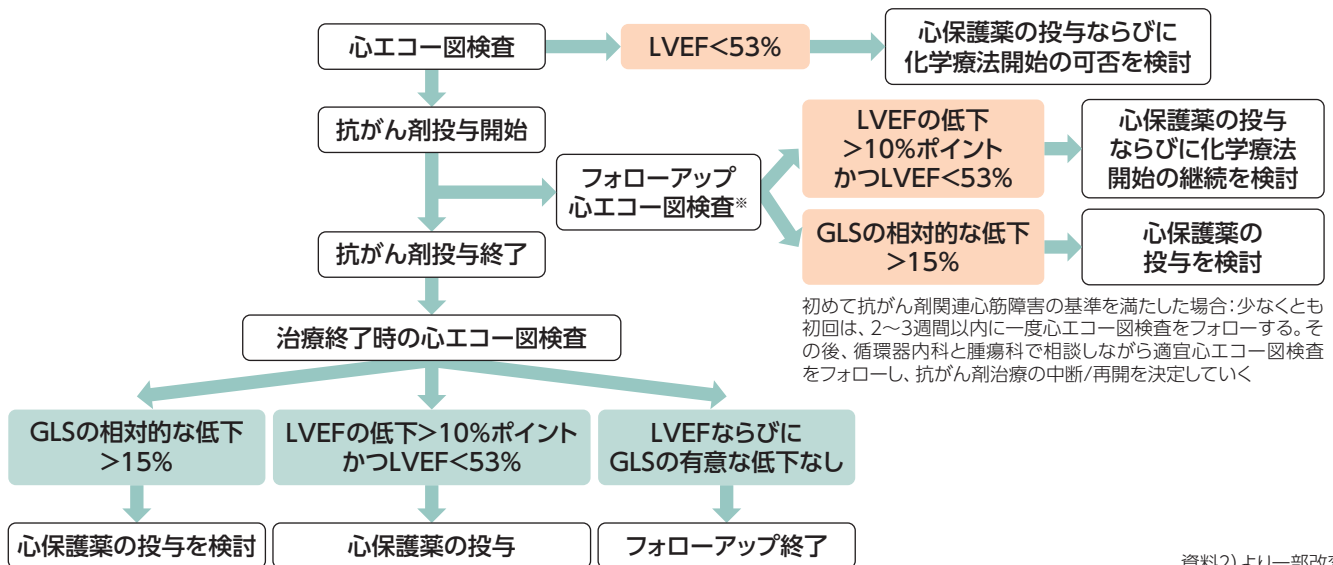 心エコー図検査
LVEF<53%
心保護薬の投与ならびに
化学療法開始の可否を検討
抗がん剤投与開始
フォローアップ
心エコー図検査※
LVEFの低下
>10%ポイント
かつLVEF<53%
心保護薬の投与
ならびに化学療法
開始の継続を検討
GLSの相対的な低下
>15%
心保護薬の
投与を検討
抗がん剤投与終了
初めて抗がん剤関連心筋障害の基準を満たした場合：少なくとも
初回は、2〜3週間以内に一度心エコー図検査をフォローする。そ
の後、循環器内科と腫瘍科で相談しながら適宜心エコー図検査
をフォローし、抗がん剤治療の中断/再開を決定していく
治療終了時の心エコー図検査
GLSの相対的な低下
>15%
LVEFの低下>10%ポイント
かつLVEF<53%
LVEFならびに
GLSの有意な低下なし
心保護薬の投与を検討
心保護薬の投与
フォローアップ終了
資料2）より一部改変